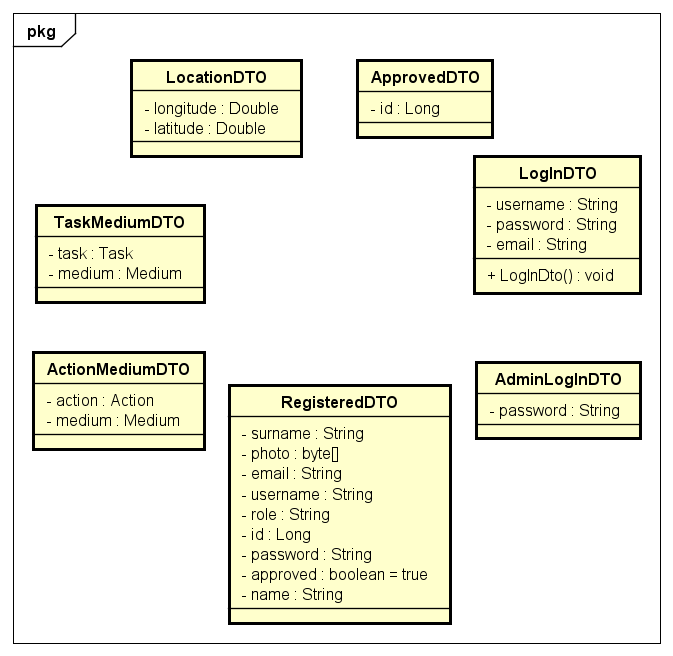 pkg
LocationDTO
- longitude : Double
- latitude : Double
ApprovedDTO
- id : Long
LogInDTO
- username : String
- password : String
- email : String
+ LogInDto() : void
TaskMediumDTO
- task : Task
- medium : Medium
ActionMediumDTO
- action : Action
- medium : Medium
RegisteredDTO
- surname : String
- photo : byte[]
- email : String
- username : String
- role : String
- id : Long
- password : String
- approved : boolean = true
- name : String
AdminLogInDTO
- password : String